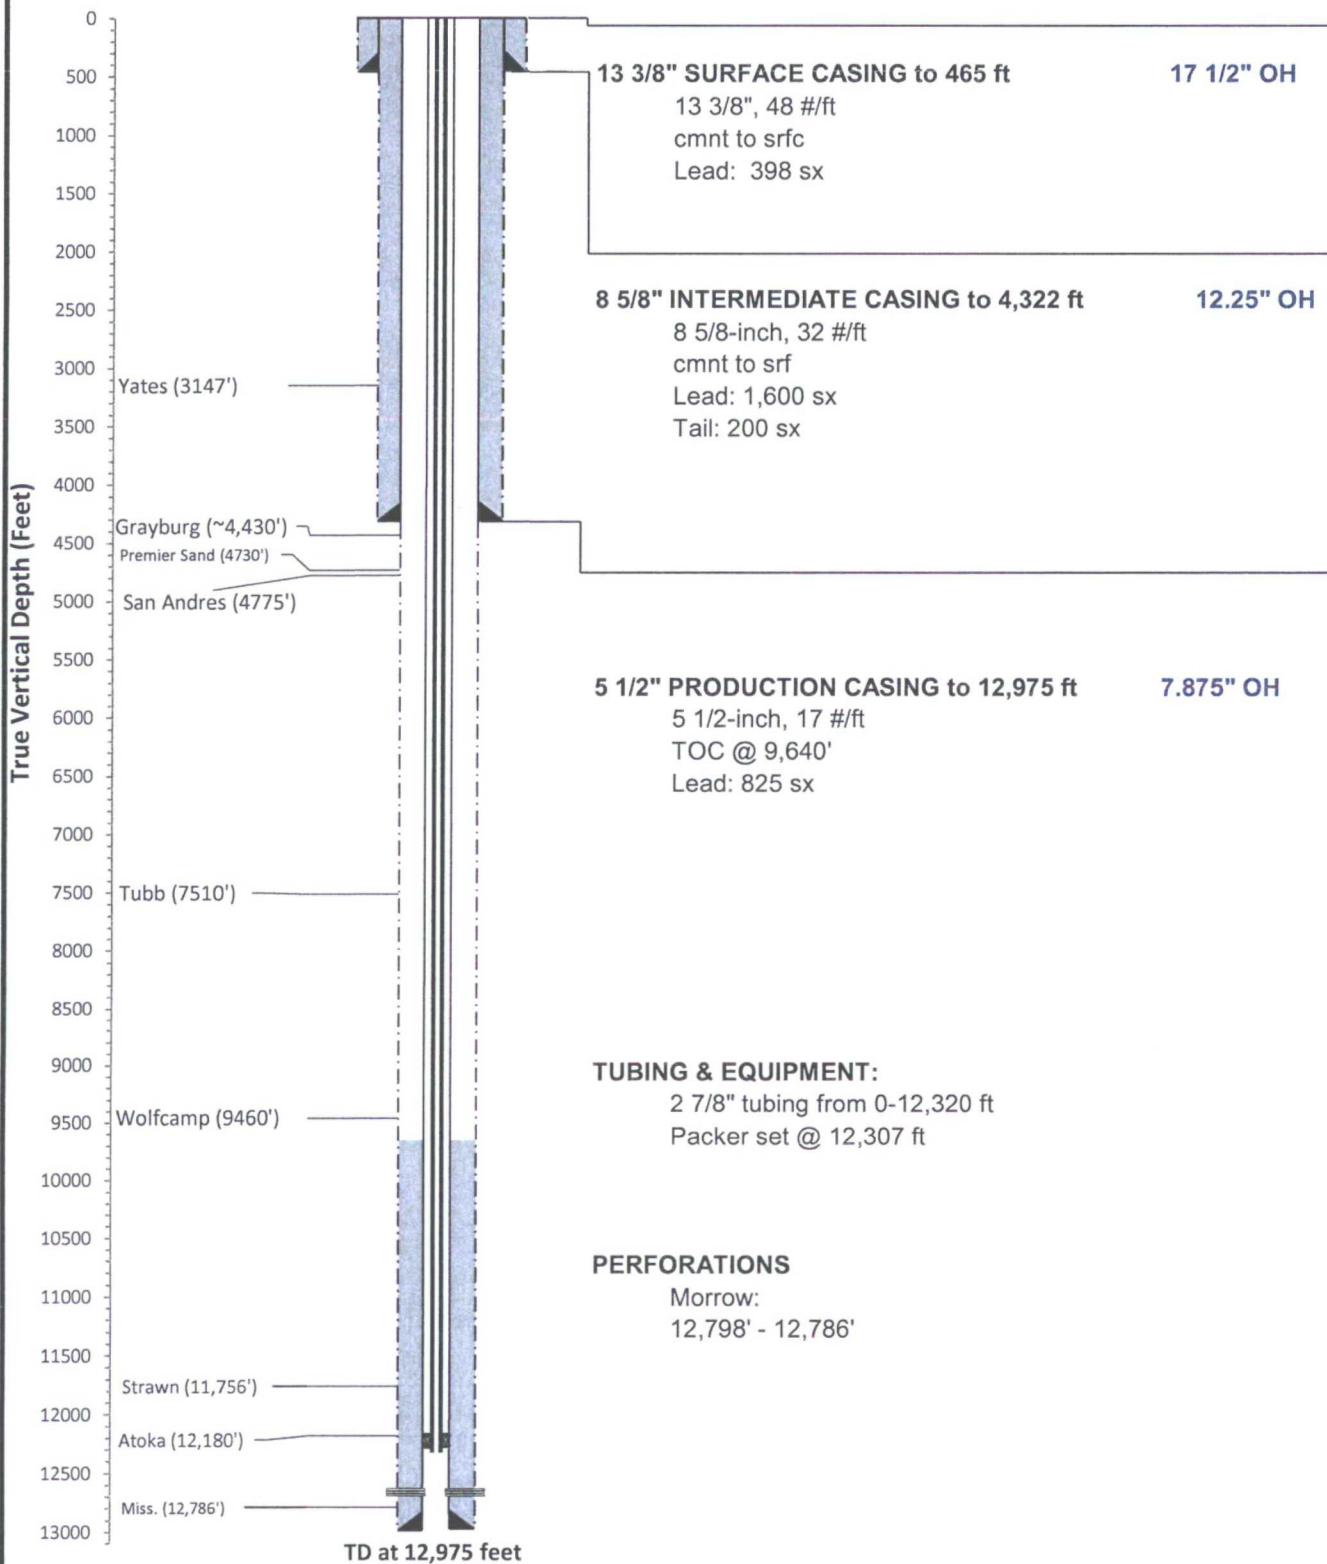 True Vertical Depth (Feet)
0
500
1000
1500
2000
2500
3000
3500
4000
4500
5000
5500
6000
6500
7000
7500
8000
8500
9000
9500
10000
10500
11000
11500
12000
12500
13000
Yates (3147')
Grayburg (~4,430')
Premier Sand (4730')
San Andres (4775')
Tubb (7510')
Wolfcamp (9460')
Strawn (11,756')
Atoka (12,180')
Miss. (12,786')
TD at 12,975 feet
13 3/8" SURFACE CASING to 465 ft 17 1/2" OH
13 3/8", 48 #/ft
cmnt to srfc
Lead: 398 sx
8 5/8" INTERMEDIATE CASING to 4,322 ft 12.25" OH
8 5/8-inch, 32 #/ft
cmnt to srf
Lead: 1,600 sx
Tail: 200 sx
5 1/2" PRODUCTION CASING to 12,975 ft 7.875" OH
5 1/2-inch, 17 #/ft
TOC @ 9,640'
Lead: 825 sx
TUBING & EQUIPMENT:
2 7/8" tubing from 0-12,320 ft
Packer set @ 12,307 ft
PERFORATIONS
Morrow:
12,798' - 12,786'